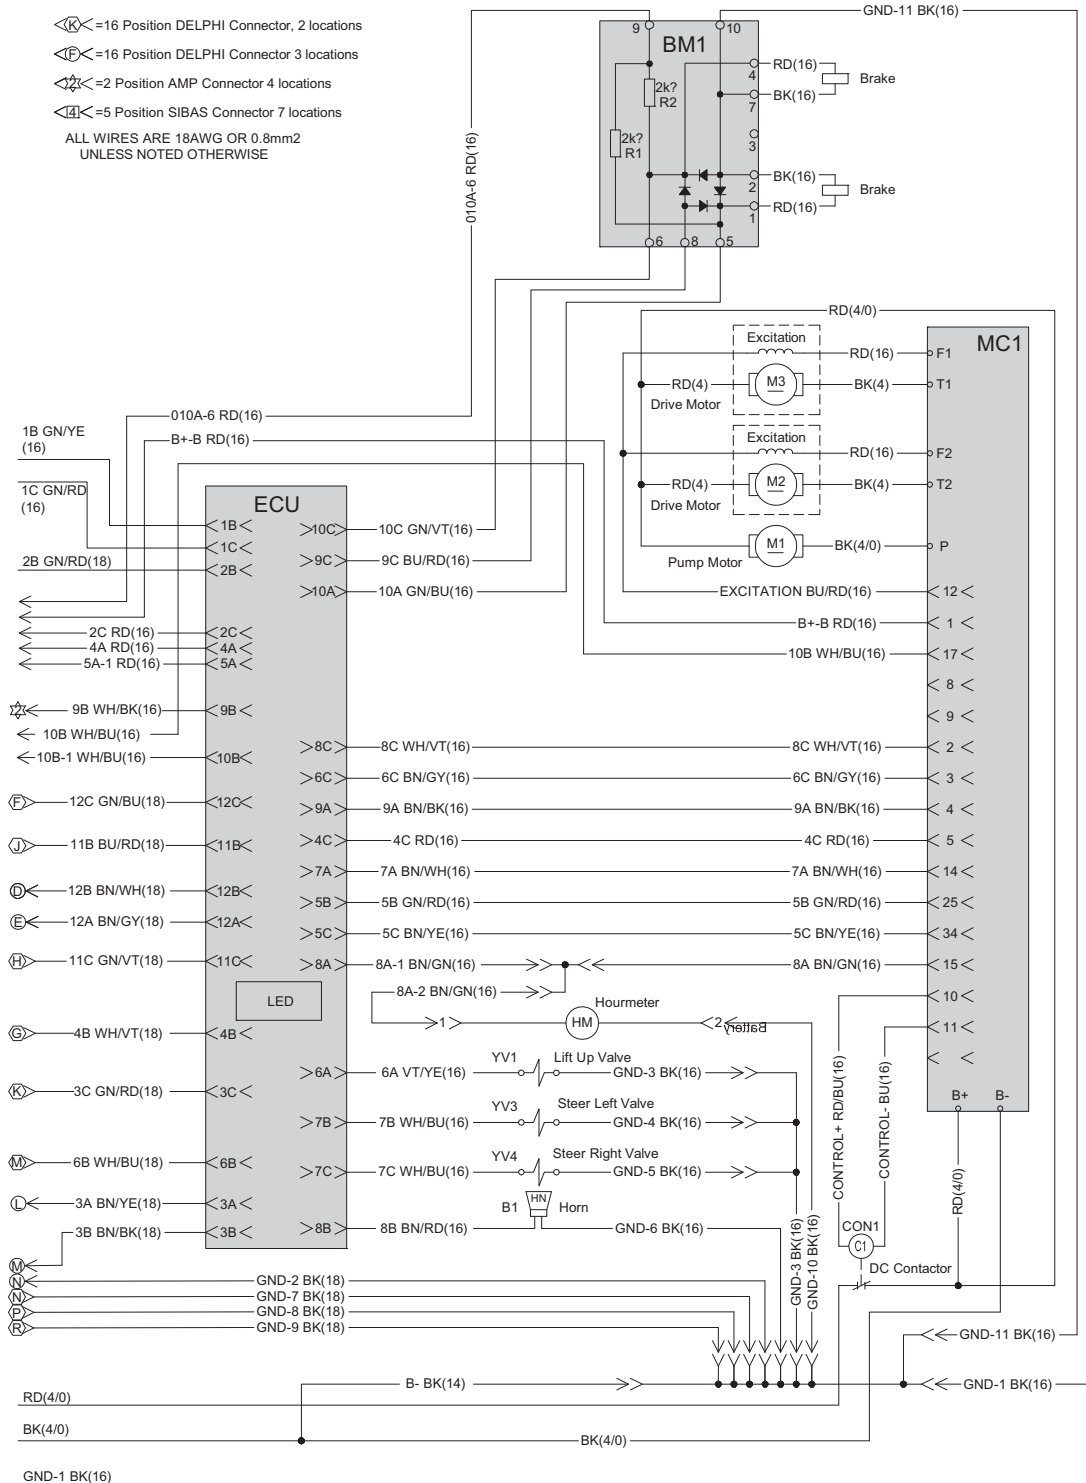 K =16 Position DELPHI Connector, 2 locations
F =16 Position DELPHI Connector 3 locations
2 =2 Position AMP Connector 4 locations
4 =5 Position SIBAS Connector 7 locations
ALL WIRES ARE 18AWG OR 0.8mm2
UNLESS NOTED OTHERWISE
GND-11 BK(16)
010A-6 RD(16)
9
10
BM1
2k?
R2
2k?
R1
4
RD(16)
Brake
7
BK(16)
3
BK(16)
2
Brake
RD(16)
1
6
8
5
RD(4/0)
MC1
Excitation
RD(16)
F1
RD(4)
M3
BK(4)
T1
Drive Motor
Excitation
RD(16)
F2
RD(4)
M2
BK(4)
T2
Drive Motor
M1
BK(4/0)
P
Pump Motor
EXCITATION BU/RD(16)
12
B+-B RD(16)
1
10B WH/BU(16)
17
8
9
010A-6 RD(16)
B+-B RD(16)
1B GN/YE
(16)
1C GN/RD
(16)
2B GN/RD(18)
ECU
1B
1C
2B
10C
10C GN/VT(16)
9C
9C BU/RD(16)
10A
10A GN/BU(16)
2C RD(16)
2C
4A RD(16)
4A
5A-1 RD(16)
5A
2
9B WH/BK(16)
9B
10B WH/BU(16)
10B-1 WH/BU(16)
10B
8C
8C WH/VT(16)
8C WH/VT(16)
2
6C
6C BN/GY(16)
6C BN/GY(16)
3
F
12C GN/BU(18)
12C
9A
9A BN/BK(16)
9A BN/BK(16)
4
J
11B BU/RD(18)
11B
4C
4C RD(16)
4C RD(16)
5
7A
7A BN/WH(16)
7A BN/WH(16)
14
D
12B BN/WH(18)
12B
5B
5B GN/RD(16)
5B GN/RD(16)
25
E
12A BN/GY(18)
12A
5C
5C BN/YE(16)
5C BN/YE(16)
34
H
11C GN/VT(18)
11C
8A
8A-1 BN/GN(16)
8A BN/GN(16)
15
8A-2 BN/GN(16)
10
LED
Hourmeter
1
HM
2
Battery
11
G
4B WH/VT(18)
4B
YV1
Lift Up Valve
6A
6A VT/YE(16)
GND-3 BK(16)
K
3C GN/RD(18)
3C
YV3
Steer Left Valve
7B
7B WH/BU(16)
GND-4 BK(16)
B+
B-
M
6B WH/BU(18)
6B
YV4
Steer Right Valve
7C
7C WH/BU(16)
GND-5 BK(16)
L
3A BN/YE(18)
3A
B1
HN
Horn
3B BN/BK(18)
3B
8B
8B BN/RD(16)
GND-6 BK(16)
CONTROL+ RD/BU(16)
CONTROL- BU(16)
RD(4/0)
CON1
C1
DC Contactor
GND-3 BK(16)
GND-10 BK(16)
M
N
GND-2 BK(18)
N
GND-7 BK(18)
P
GND-8 BK(18)
R
GND-9 BK(18)
GND-11 BK(16)
B- BK(14)
GND-1 BK(16)
RD(4/0)
BK(4/0)
BK(4/0)
GND-1 BK(16)